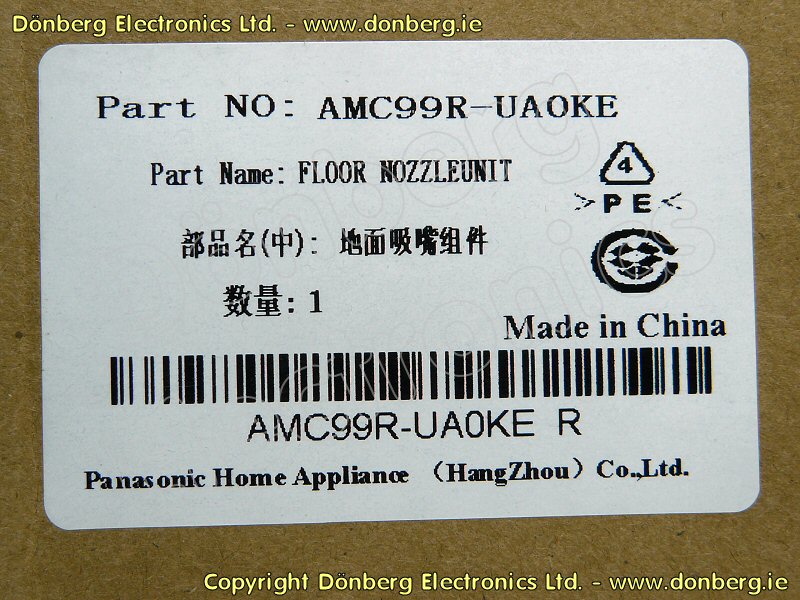 Dönberg Electronics Ltd. - www.donberg.ie
Part NO: AMC99R-UA0KE
Part Name: FLOOR NOZZLEUNIT
4
>PE<
部品名(中): 地面吸嘴组件
数量: 1
Made in China
AMC99R-UA0KE R
Panasonic Home Appliance （HangZhou）Co.,Ltd.
Copyright Dönberg Electronics Ltd. - www.donberg.ie